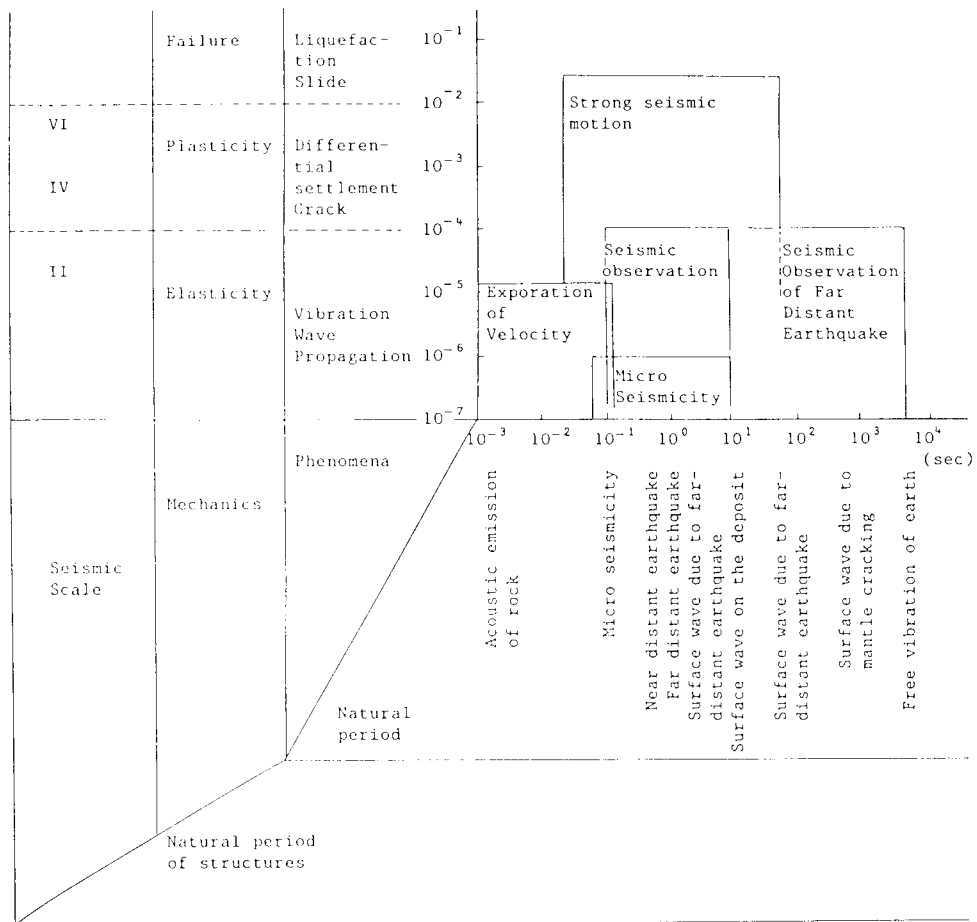 Failure
Liquefac-
tion
Slide
10⁻¹
10⁻²
Strong seismic
motion
VI
Plasticity
Differen-
tial
settlement
Crack
10⁻³
IV
10⁻⁴
II
Elasticity
Seismic
observation
Seismic
Observation
of Far
Distant
Earthquake
10⁻⁵
Exporation
of
Velocity
Vibration
Wave
Propagation
10⁻⁶
Micro
Seismicity
10⁻⁷
10⁻³ 10⁻² 10⁻¹ 10⁰ 10¹ 10² 10³ 10⁴
(sec)
Phenomena
Mechanics
Seismic
Scale
Acoustic emission
of rock
Micro seismicity
Near distant earthquake
Far distant earthquake
Surface wave due to far-
distant earthquake
Surface wave on the deposit
Surface wave due to far-
distant earthquake
Surface wave due to
mantle cracking
Free vibration of earth
Natural
period
Natural period
of structures